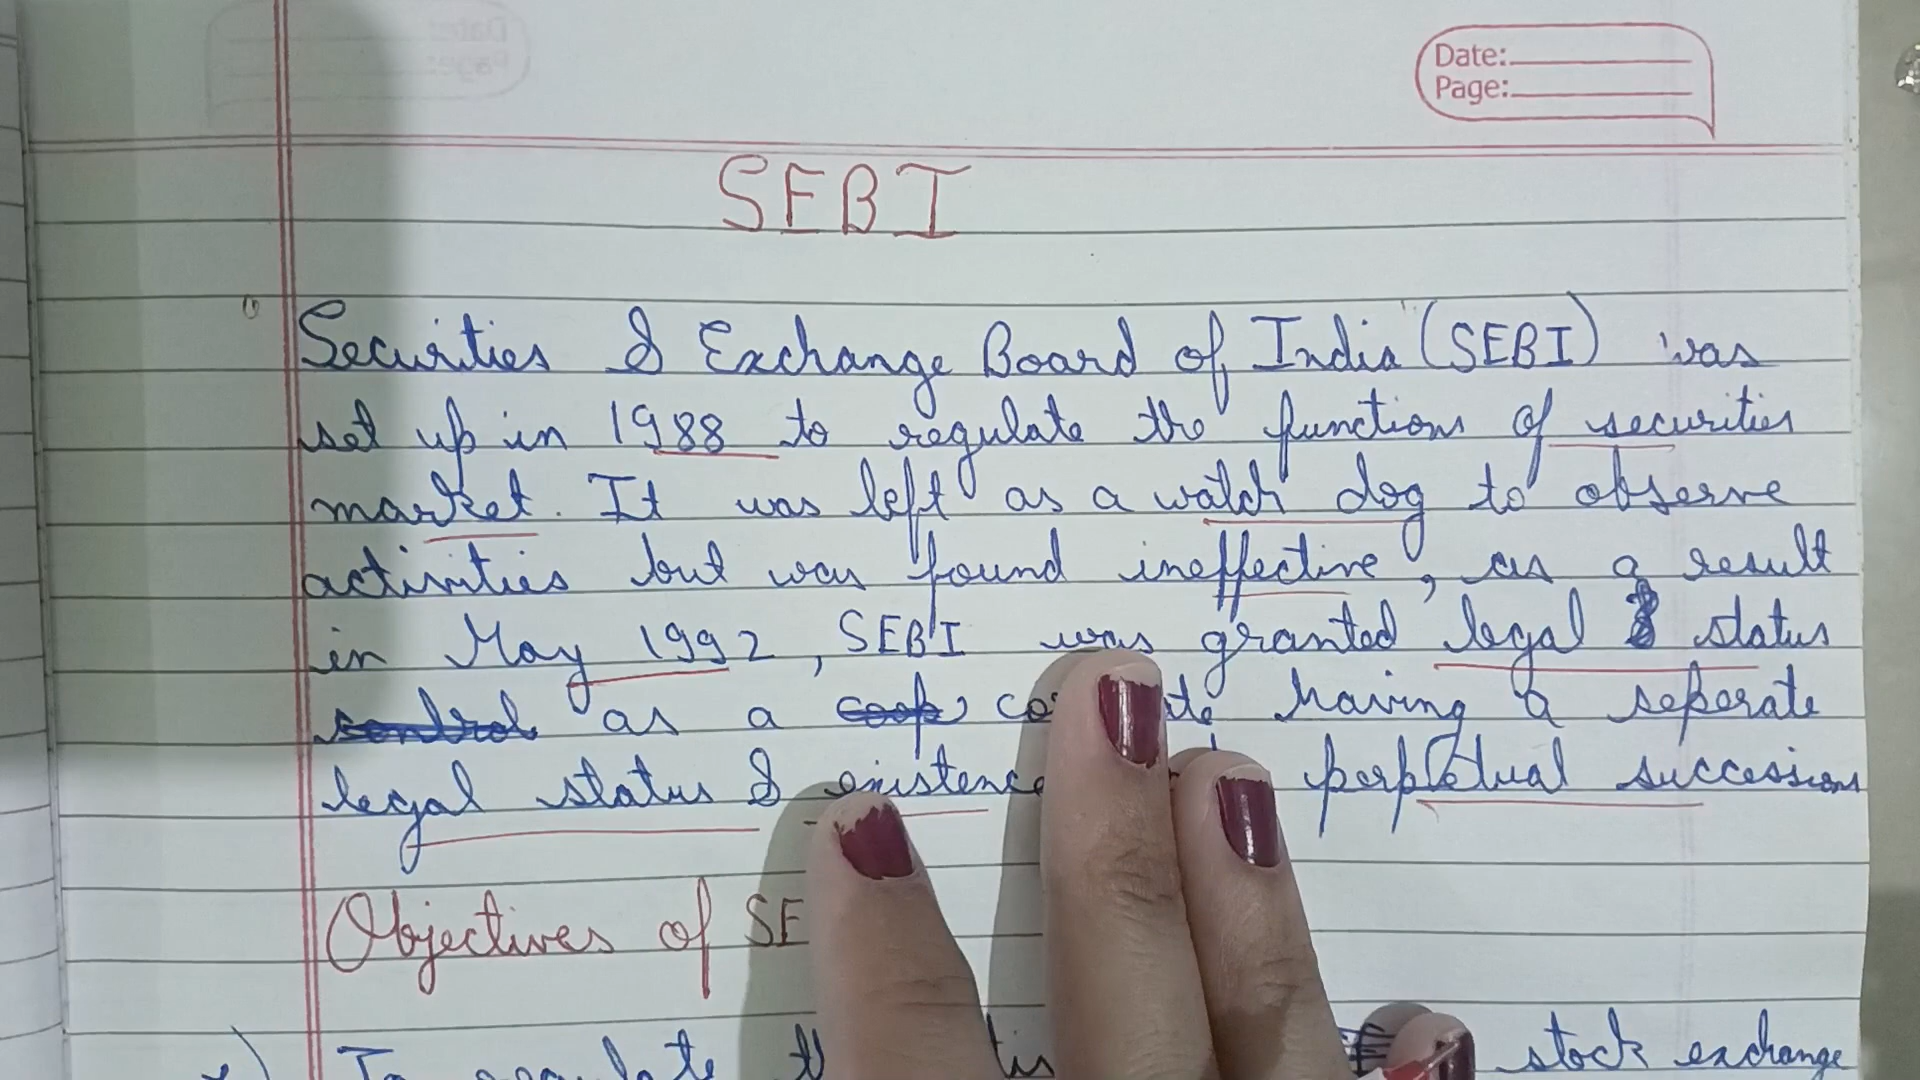 Date:
Page:
SEBI
Securities & Exchange Board of India (SEBI) was
set up in 1988 to regulate the functions of securities
market. It was left as a watch dog to observe
activities but was found ineffective, as a result
in May 1992, SEBI was granted legal status
as a having a seperate
legal status & existence perpetual succession
Objectives of SE
To regulate stock exchange